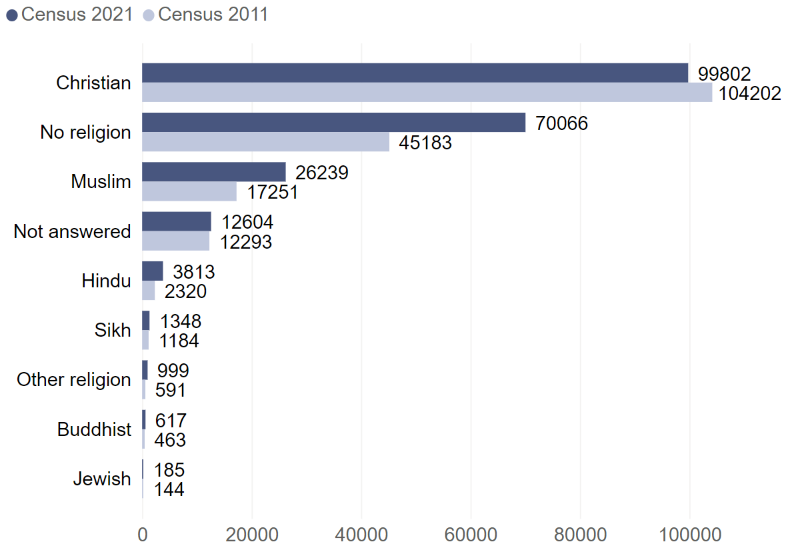 Census 2021 Census 2011
Christian
99802
104202
No religion
70066
45183
Muslim
26239
17251
Not answered
12604
12293
Hindu
3813
2320
Sikh
1348
1184
Other religion
999
591
Buddhist
617
463
Jewish
185
144
0 20000 40000 60000 80000 100000